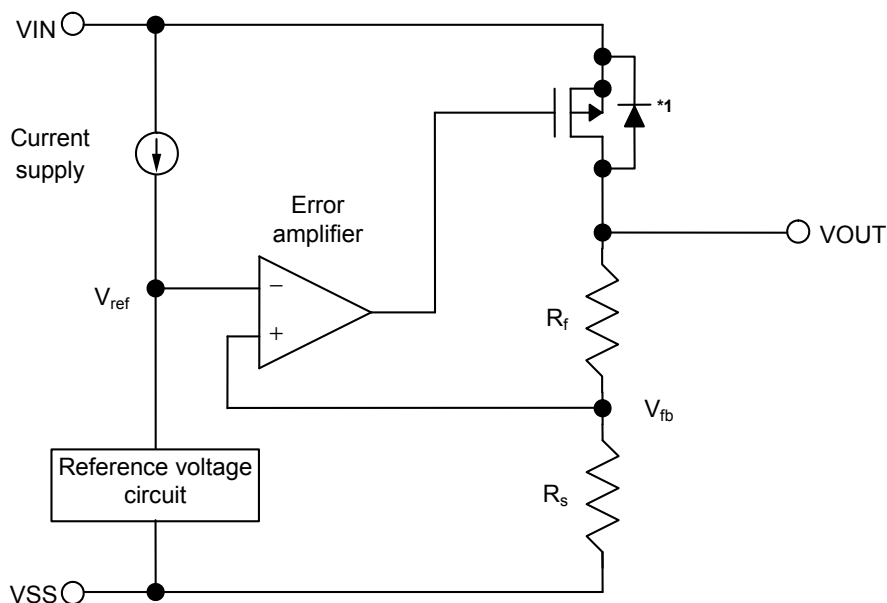 VIN
*1
Current
supply
Error
amplifier
VOUT
Vref
−
+
Rf
Vfb
Reference voltage
circuit
Rs
VSS